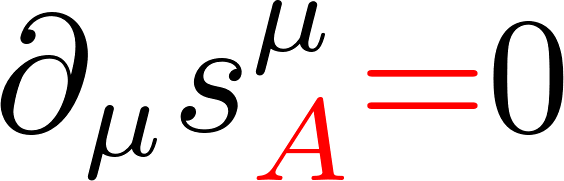 ∂_μ s^μ_A = 0